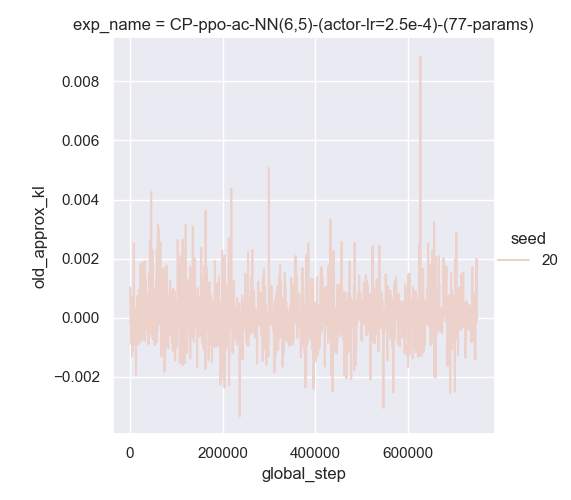 exp_name = CP-ppo-ac-NN(6,5)-(actor-lr=2.5e-4)-(77-params)
0.008
0.006
0.004
0.002
0.000
−0.002
old_approx_kl
0
200000
400000
600000
global_step
seed
20